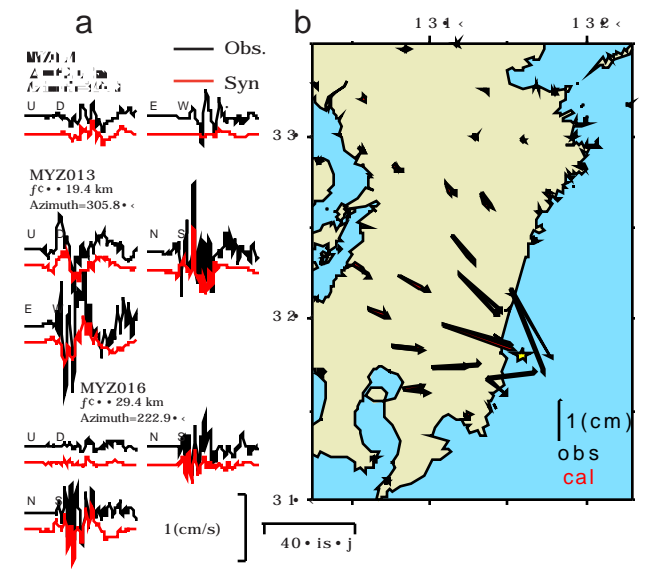 a
Obs.
Syn
U D
E W
MYZ013
ƒ¢•• 19.4 km
Azimuth=305.8•‹
U D
N S
E W
MYZ016
ƒ¢•• 29.4 km
Azimuth=222.9•‹
U D
N S
N S
1(cm/s)
b
131•‹
132•‹
33
32
31
1(cm)
obs
cal
40•is•j